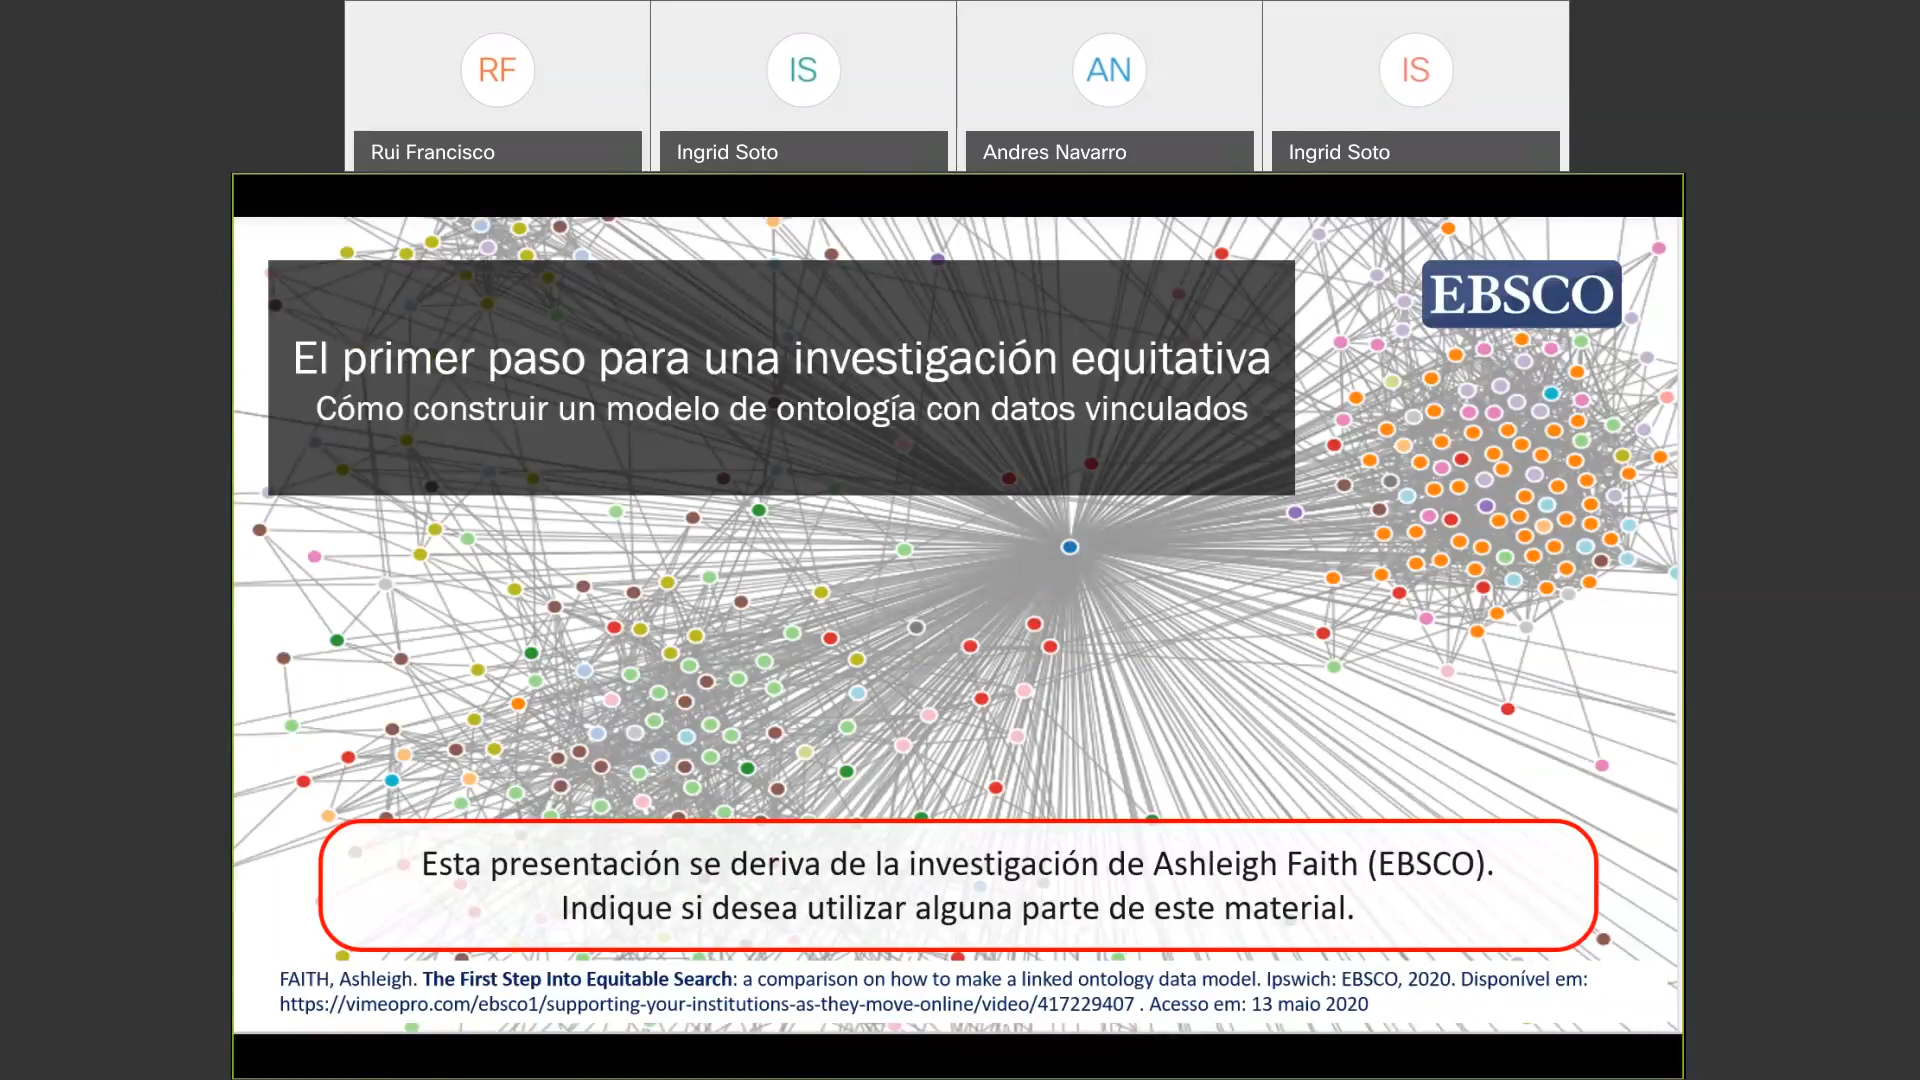 RF
IS
AN
IS
Rui Francisco
Ingrid Soto
Andres Navarro
Ingrid Soto
EBSCO
El primer paso para una investigación equitativa
Cómo construir un modelo de ontología con datos vinculados
Esta presentación se deriva de la investigación de Ashleigh Faith (EBSCO).
Indique si desea utilizar alguna parte de este material.
FAITH, Ashleigh. The First Step Into Equitable Search: a comparison on how to make a linked ontology data model. Ipswich: EBSCO, 2020. Disponível em:
https://vimeopro.com/ebsco1/supporting-your-institutions-as-they-move-online/video/417229407 . Acesso em: 13 maio 2020